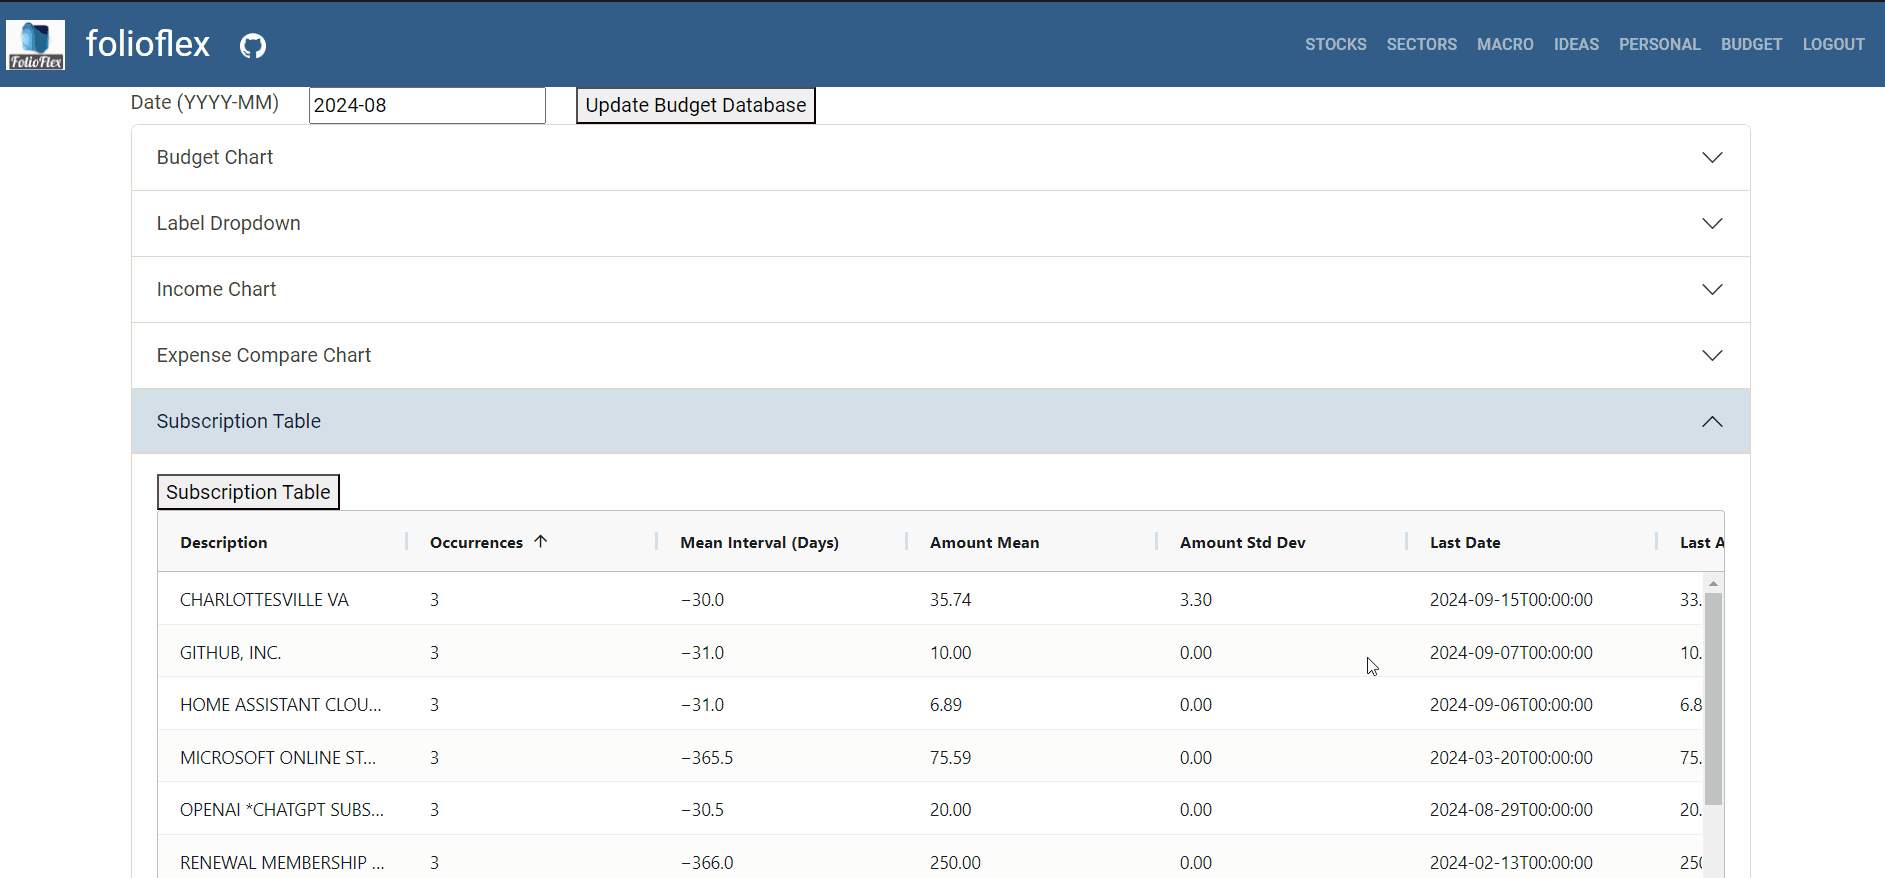 FolioFlex
folioflex
STOCKS SECTORS MACRO IDEAS PERSONAL BUDGET LOGOUT
Date (YYYY-MM) 2024-08 Update Budget Database
Budget Chart
Label Dropdown
Income Chart
Expense Compare Chart
Subscription Table
Subscription Table
Description Occurrences Mean Interval (Days) Amount Mean Amount Std Dev Last Date Last A
CHARLOTTESVILLE VA 3 −30.0 35.74 3.30 2024-09-15T00:00:00 33.
GITHUB, INC. 3 −31.0 10.00 0.00 2024-09-07T00:00:00 10.
HOME ASSISTANT CLOU... 3 −31.0 6.89 0.00 2024-09-06T00:00:00 6.8
MICROSOFT ONLINE ST... 3 −365.5 75.59 0.00 2024-03-20T00:00:00 75.
OPENAI *CHATGPT SUBS... 3 −30.5 20.00 0.00 2024-08-29T00:00:00 20.
RENEWAL MEMBERSHIP ... 3 −366.0 250.00 0.00 2024-02-13T00:00:00 250